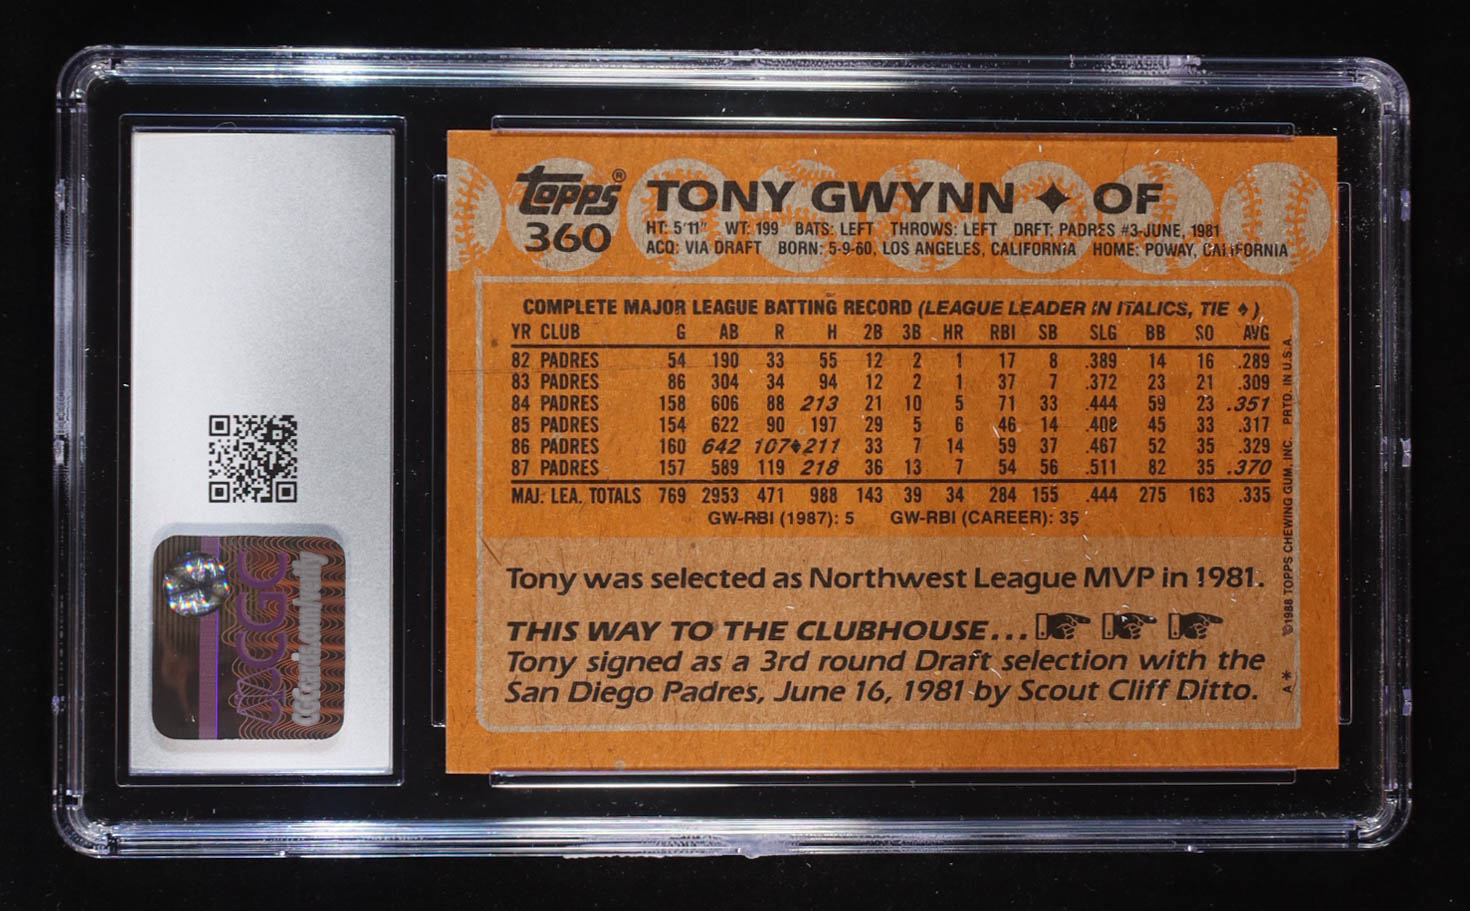 topps®
360
TONY GWYNN ♦ OF
HT: 5'11" WT: 199 BATS: LEFT THROWS: LEFT DRFT: PADRES #3-JUNE, 1981
ACQ: VIA DRAFT BORN: 5-9-60, LOS ANGELES, CALIFORNIA HOME: POWAY, CALIFORNIA
COMPLETE MAJOR LEAGUE BATTING RECORD (LEAGUE LEADER IN ITALICS, TIE ♠)
YR CLUB G AB R H 2B 3B HR RBI SB SLG BB SO AVG
82 PADRES 54 190 33 55 12 2 1 17 8 .389 14 16 .289
83 PADRES 86 304 34 94 12 2 1 37 7 .372 23 21 .309
84 PADRES 158 606 88 213 21 10 5 71 33 .444 59 23 .351
85 PADRES 154 622 90 197 29 5 6 46 14 .408 45 33 .317
86 PADRES 160 642 107♠211 33 7 14 59 37 .467 52 35 .329
87 PADRES 157 589 119 218 36 13 7 54 56 .511 82 35 .370
MAJ. LEA. TOTALS 769 2953 471 988 143 39 34 284 155 .444 275 163 .335
GW-RBI (1987): 5 GW-RBI (CAREER): 35
Tony was selected as Northwest League MVP in 1981.
THIS WAY TO THE CLUBHOUSE...
Tony signed as a 3rd round Draft selection with the
San Diego Padres, June 16, 1981 by Scout Cliff Ditto.
A* ©1988 TOPPS CHEWING GUM, INC. PRTD. IN U.S.A.
CGC